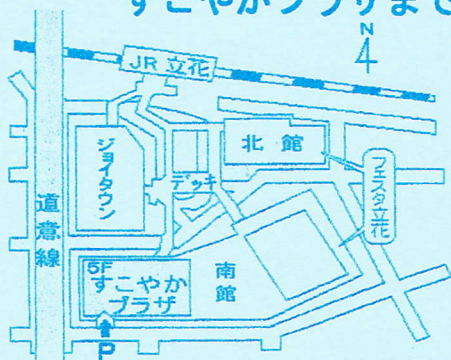 すこやかプラザまで
N
JR 立花
北館
ジョイタウン
デッキ
フェスタ立花
道意線
5F
すこやか
プラザ
南館
P